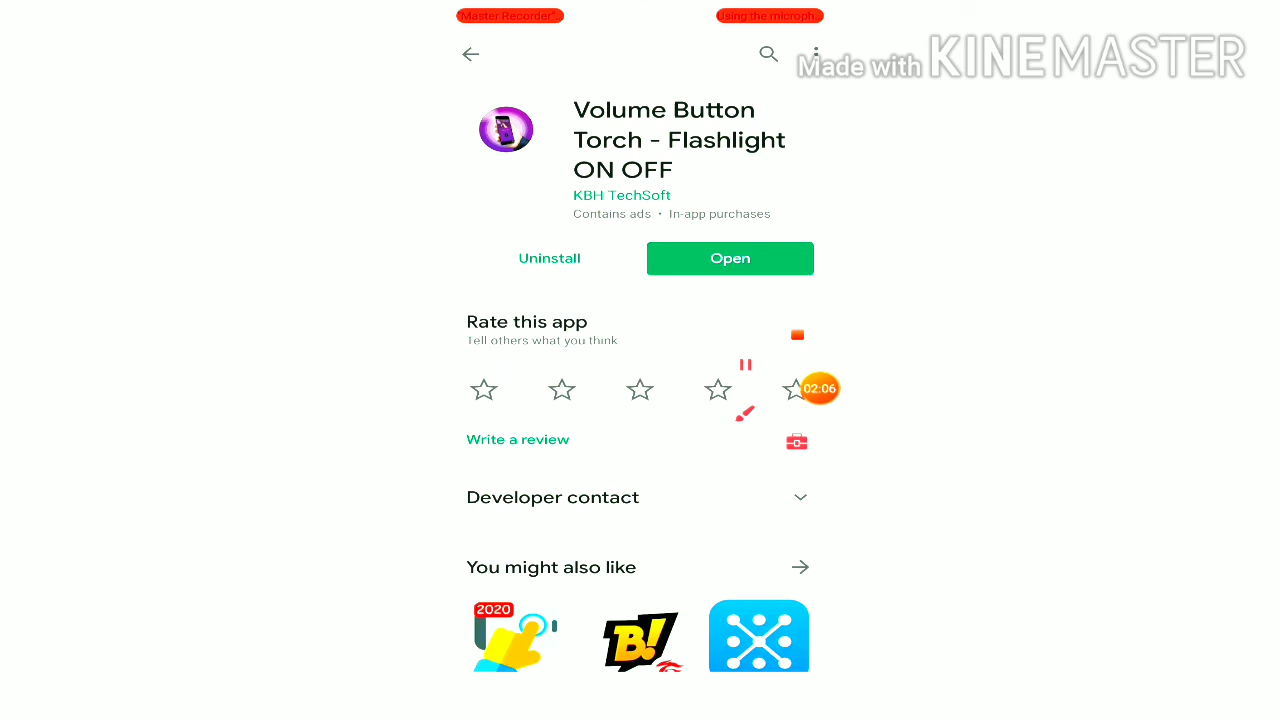 "Master Recorder"...
Using the microph...
Made with KINEMASTER
Volume Button
Torch - Flashlight
ON OFF
KBH TechSoft
Contains ads • In-app purchases
Uninstall
Open
Rate this app
Tell others what you think
02:06
Write a review
Developer contact
You might also like
2020
B!